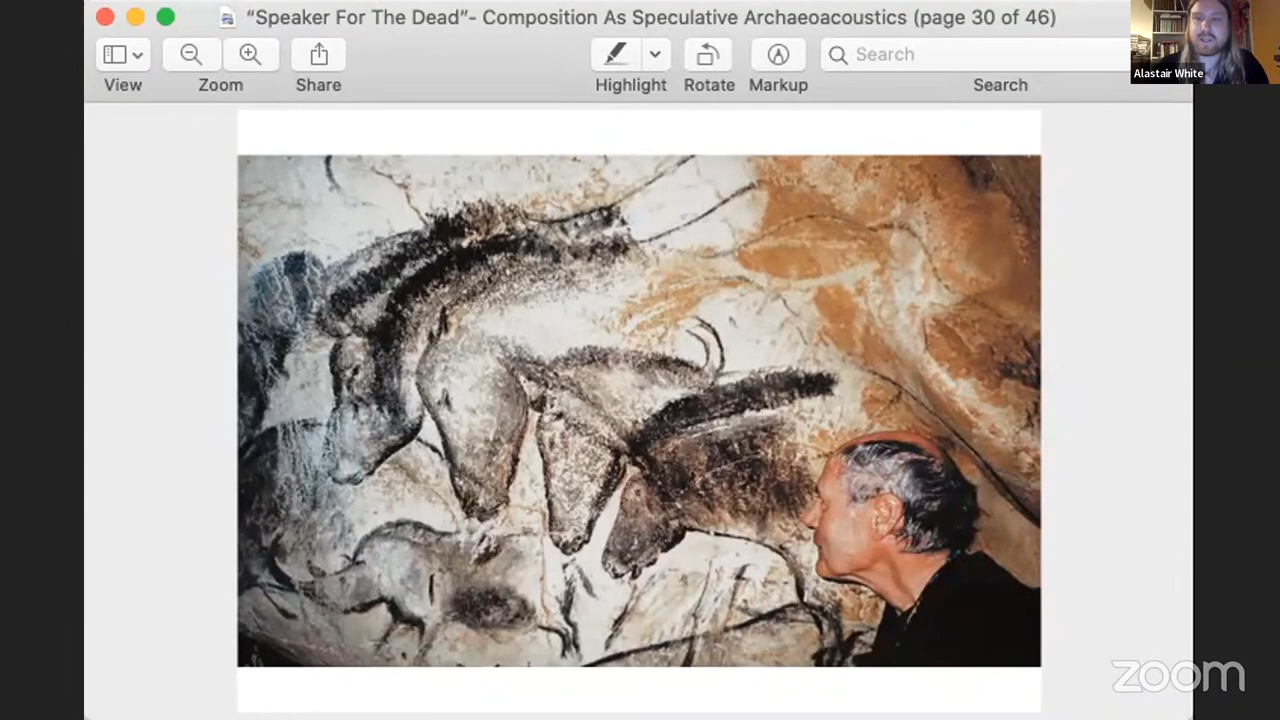 "Speaker For The Dead"- Composition As Speculative Archaeoacoustics (page 30 of 46)
Search
View
Zoom
Share
Highlight
Rotate
Markup
Search
Alastair White
zoom